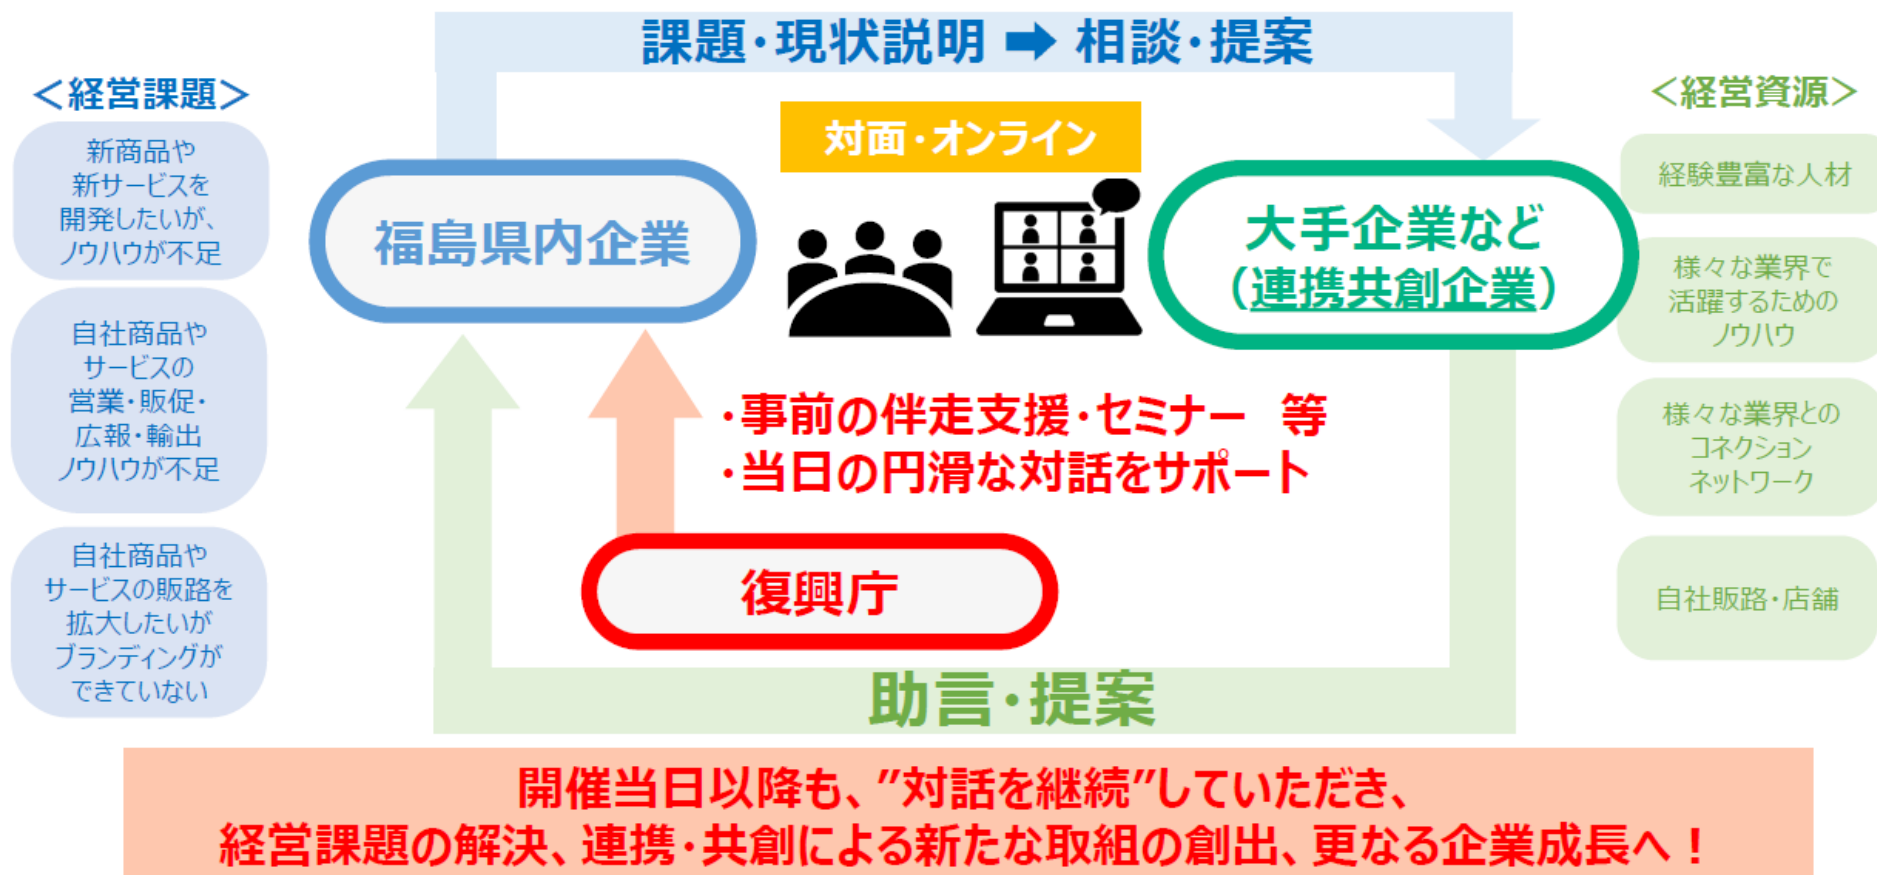 課題・現状説明 ➡ 相談・提案
＜経営課題＞
新商品や
新サービスを
開発したいが、
ノウハウが不足
自社商品や
サービスの
営業・販促・
広報・輸出
ノウハウが不足
自社商品や
サービスの販路を
拡大したいが
ブランディングが
できていない
福島県内企業
対面・オンライン
大手企業など
（連携共創企業）
＜経営資源＞
経験豊富な人材
様々な業界で
活躍するための
ノウハウ
様々な業界との
コネクション
ネットワーク
自社販路・店舗
・事前の伴走支援・セミナー　等
・当日の円滑な対話をサポート
復興庁
助言・提案
開催当日以降も、”対話を継続”していただき、
経営課題の解決、連携・共創による新たな取組の創出、更なる企業成長へ！